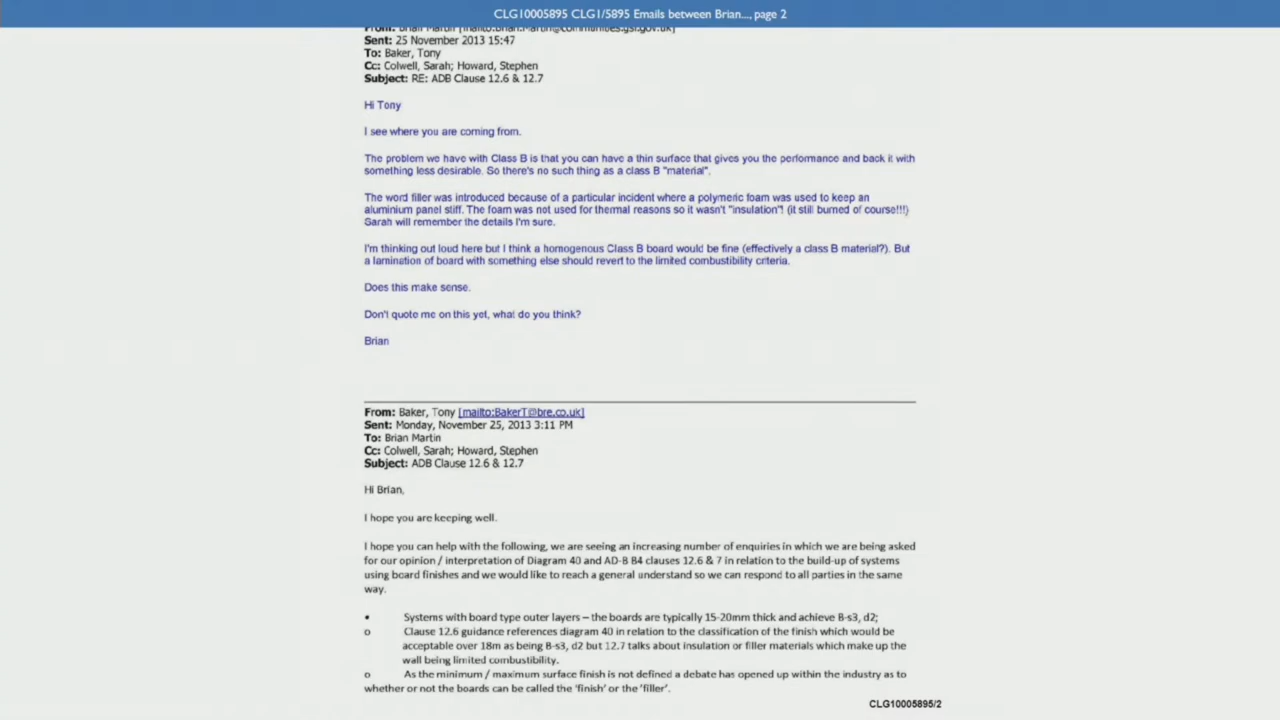 CLG10005895 CLG1/5895 Emails between Brian..., page 2
From: Brian Martin [mailto:Brian.Martin@communities.gsi.gov.uk]
Sent: 25 November 2013 15:47
To: Baker, Tony
Cc: Colwell, Sarah; Howard, Stephen
Subject: RE: ADB Clause 12.6 & 12.7
Hi Tony
I see where you are coming from.
The problem we have with Class B is that you can have a thin surface that gives you the performance and back it with
something less desirable. So there's no such thing as a class B "material".
The word filler was introduced because of a particular incident where a polymeric foam was used to keep an
aluminium panel stiff. The foam was not used for thermal reasons so it wasn't "insulation"! (it still burned of course!!!)
Sarah will remember the details I'm sure.
I'm thinking out loud here but I think a homogenous Class B board would be fine (effectively a class B material?). But
a lamination of board with something else should revert to the limited combustibility criteria.
Does this make sense.
Don't quote me on this yet, what do you think?
Brian
From: Baker, Tony [mailto:BakerT@bre.co.uk]
Sent: Monday, November 25, 2013 3:11 PM
To: Brian Martin
Cc: Colwell, Sarah; Howard, Stephen
Subject: ADB Clause 12.6 & 12.7
Hi Brian,
I hope you are keeping well.
I hope you can help with the following, we are seeing an increasing number of enquiries in which we are being asked
for our opinion / interpretation of Diagram 40 and AD-B B4 clauses 12.6 & 7 in relation to the build-up of systems
using board finishes and we would like to reach a general understand so we can respond to all parties in the same
way.
• Systems with board type outer layers – the boards are typically 15-20mm thick and achieve B-s3, d2;
o Clause 12.6 guidance references diagram 40 in relation to the classification of the finish which would be
acceptable over 18m as being B-s3, d2 but 12.7 talks about insulation or filler materials which make up the
wall being limited combustibility.
o As the minimum / maximum surface finish is not defined a debate has opened up within the industry as to
whether or not the boards can be called the 'finish' or the 'filler'.
CLG10005895/2